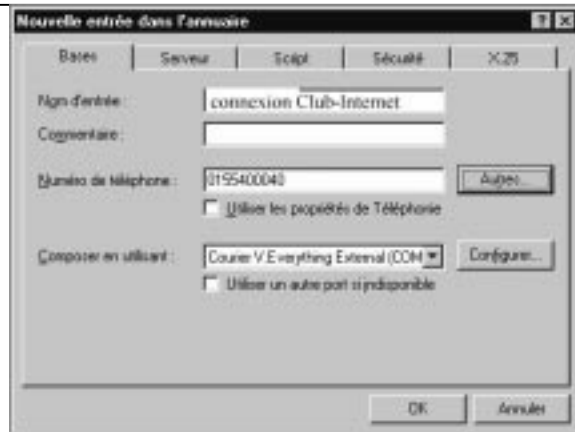 Nouvelle entrée dans l'annuaire
Bases Serveur Script Sécurité X.25
Nom d'entrée : connexion Club-Internet
Commentaire :
Numéro de téléphone : 0155400040 Autres...
Utiliser les propriétés de Téléphonie
Composer en utilisant : Courier V.Everything External (COM Configurer...
Utiliser un autre port si indisponible
OK Annuler